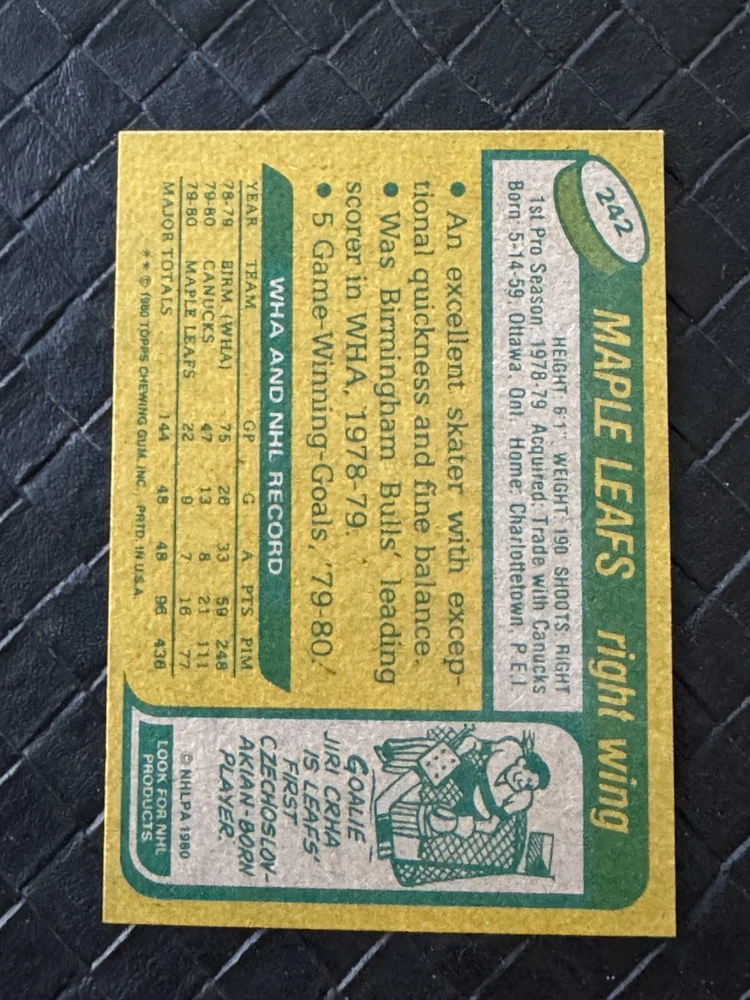 242
MAPLE LEAFS right wing
HEIGHT: 6'1" WEIGHT: 190 SHOOTS: RIGHT
1st Pro Season: 1978-79 Acquired: Trade with Canucks
Born: 5-14-59, Ottawa, Ont. Home: Charlottetown, P.E.I.
• An excellent skater with excep-
tional quickness and fine balance.
• Was Birmingham Bulls' leading
scorer in WHA, 1978-79.
• 5 Game-Winning-Goals, '79-80.
WHA AND NHL RECORD
YEAR TEAM GP G A PTS PIM
78-79 BIRM (WHA) 75 26 33 59 248
79-80 CANUCKS 47 13 8 21 111
79-80 MAPLE LEAFS 22 9 7 16 77
MAJOR TOTALS 144 48 48 96 436
** © 1980 TOPPS CHEWING GUM, INC. PRTD. IN U.S.A.
GOALIE
JIRI CRHA
IS LEAFS'
FIRST
CZECHOSLOV-
AKIAN-BORN
PLAYER.
© NHLPA 1980
LOOK FOR NHL
PRODUCTS